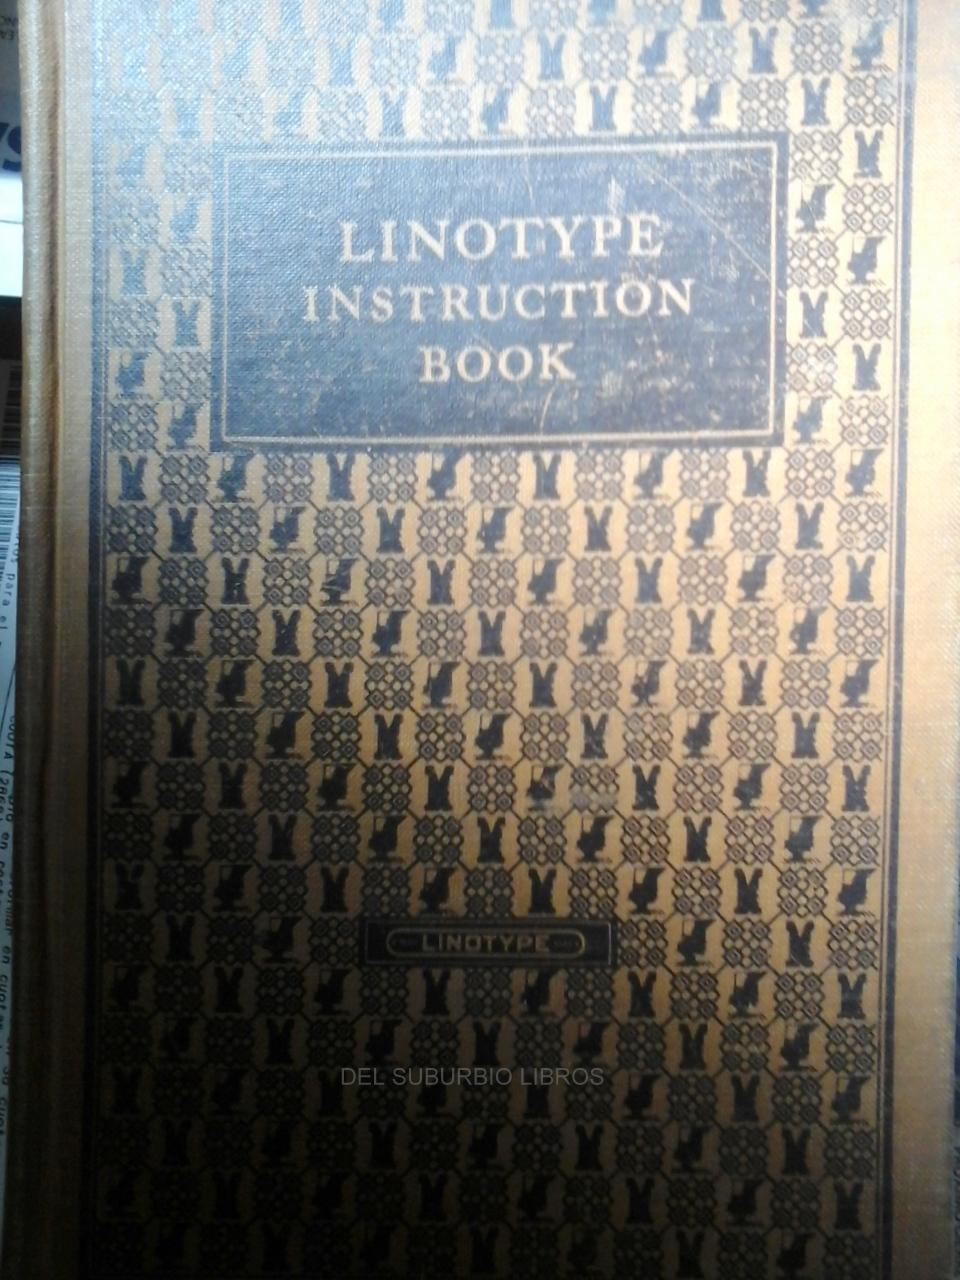 LINOTYPE
INSTRUCTION
BOOK
LINOTYPE
DEL SUBURBIO LIBROS